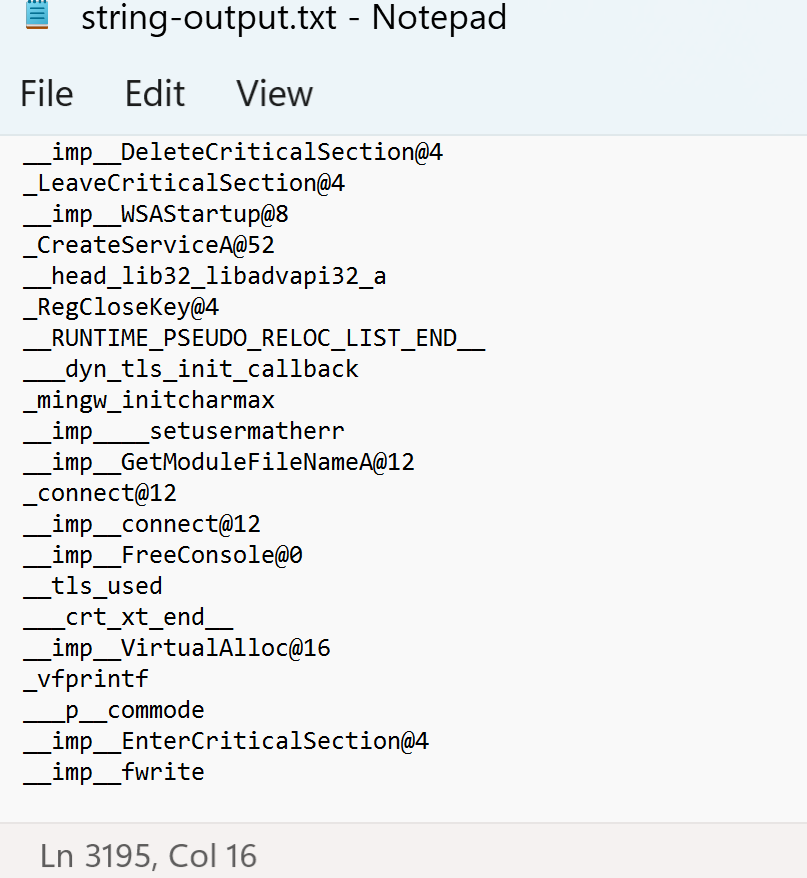 string-output.txt - Notepad
File Edit View
__imp__DeleteCriticalSection@4
_LeaveCriticalSection@4
__imp__WSAStartup@8
_CreateServiceA@52
__head_lib32_libadvapi32_a
_RegCloseKey@4
__RUNTIME_PSEUDO_RELOC_LIST_END__
___dyn_tls_init_callback
_mingw_initcharmax
__imp____setusermatherr
__imp__GetModuleFileNameA@12
_connect@12
__imp__connect@12
__imp__FreeConsole@0
__tls_used
___crt_xt_end__
__imp__VirtualAlloc@16
_vfprintf
___p__commode
__imp__EnterCriticalSection@4
__imp__fwrite
Ln 3195, Col 16